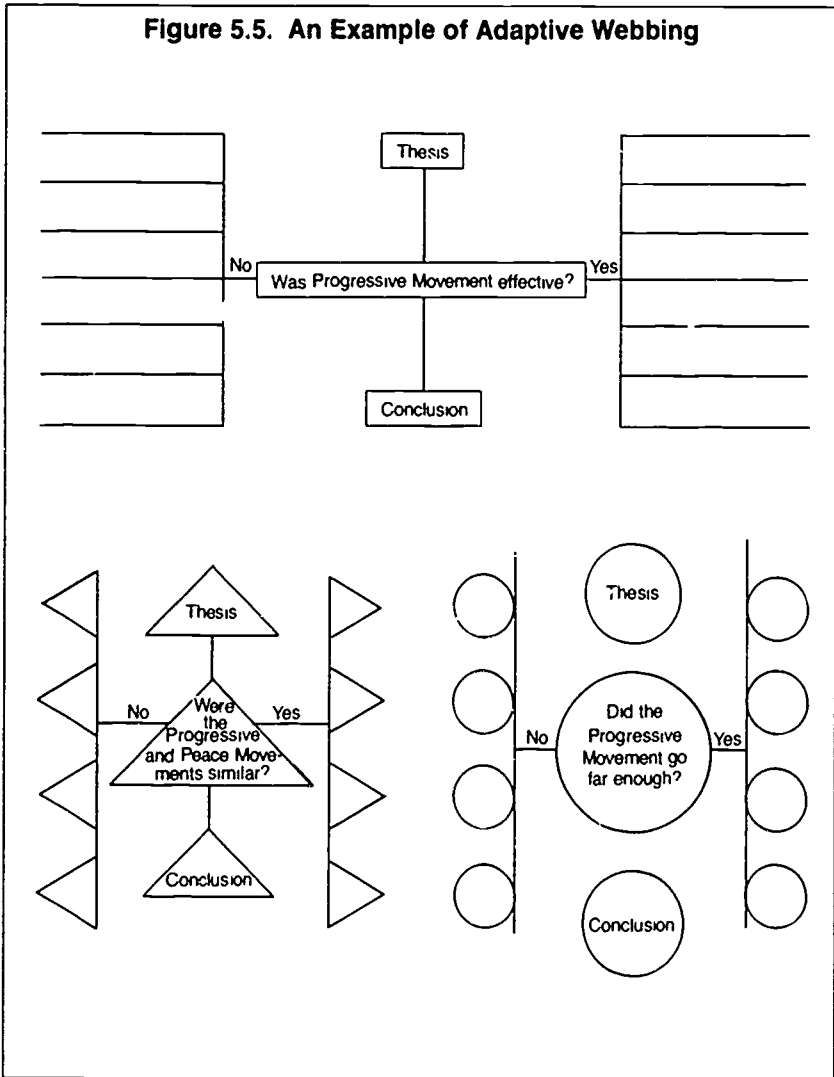 Figure 5.5. An Example of Adaptive Webbing
Thesis
No
Was Progressive Movement effective?
Yes
Conclusion
Thesis
No
Were
the
Progressive
and Peace Move-
ments similar?
Yes
Conclusion
Thesis
No
Did the
Progressive
Movement go
far enough?
Yes
Conclusion